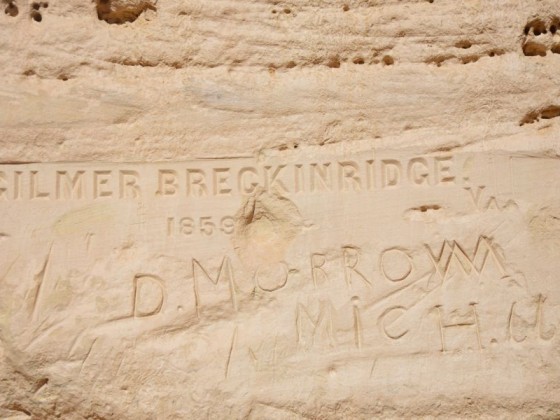 GILMER BRECKINRIDGE.
1859
D. MORROW
MICH. U